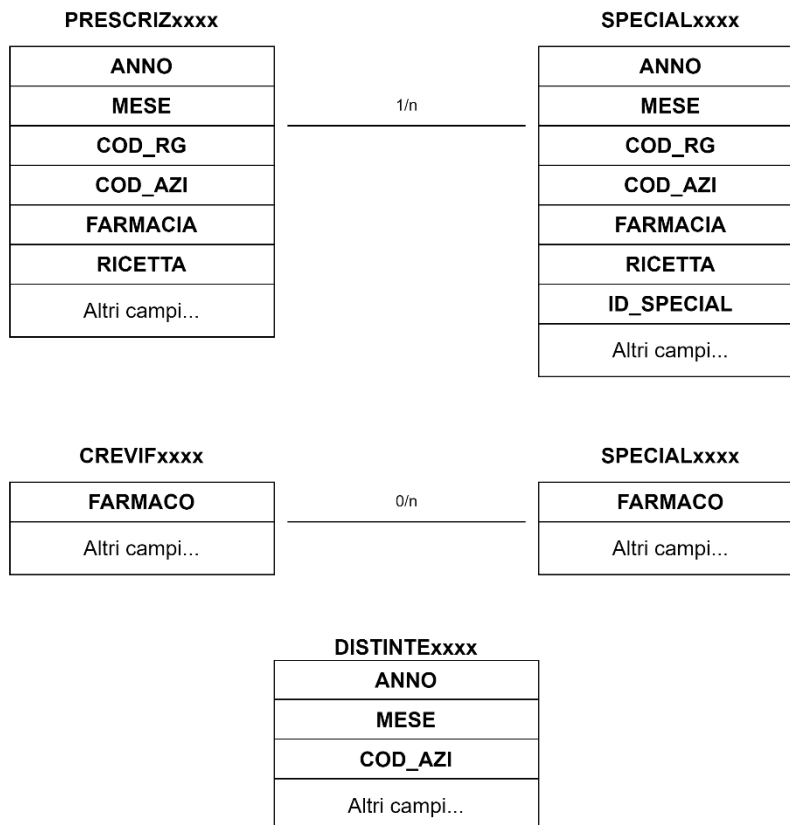 PRESCRIZxxxx
ANNO
MESE
COD_RG
COD_AZI
FARMACIA
RICETTA
Altri campi...
1/n
SPECIALxxxx
ANNO
MESE
COD_RG
COD_AZI
FARMACIA
RICETTA
ID_SPECIAL
Altri campi...
CREVIFxxxx
FARMACO
Altri campi...
0/n
SPECIALxxxx
FARMACO
Altri campi...
DISTINTExxxx
ANNO
MESE
COD_AZI
Altri campi...